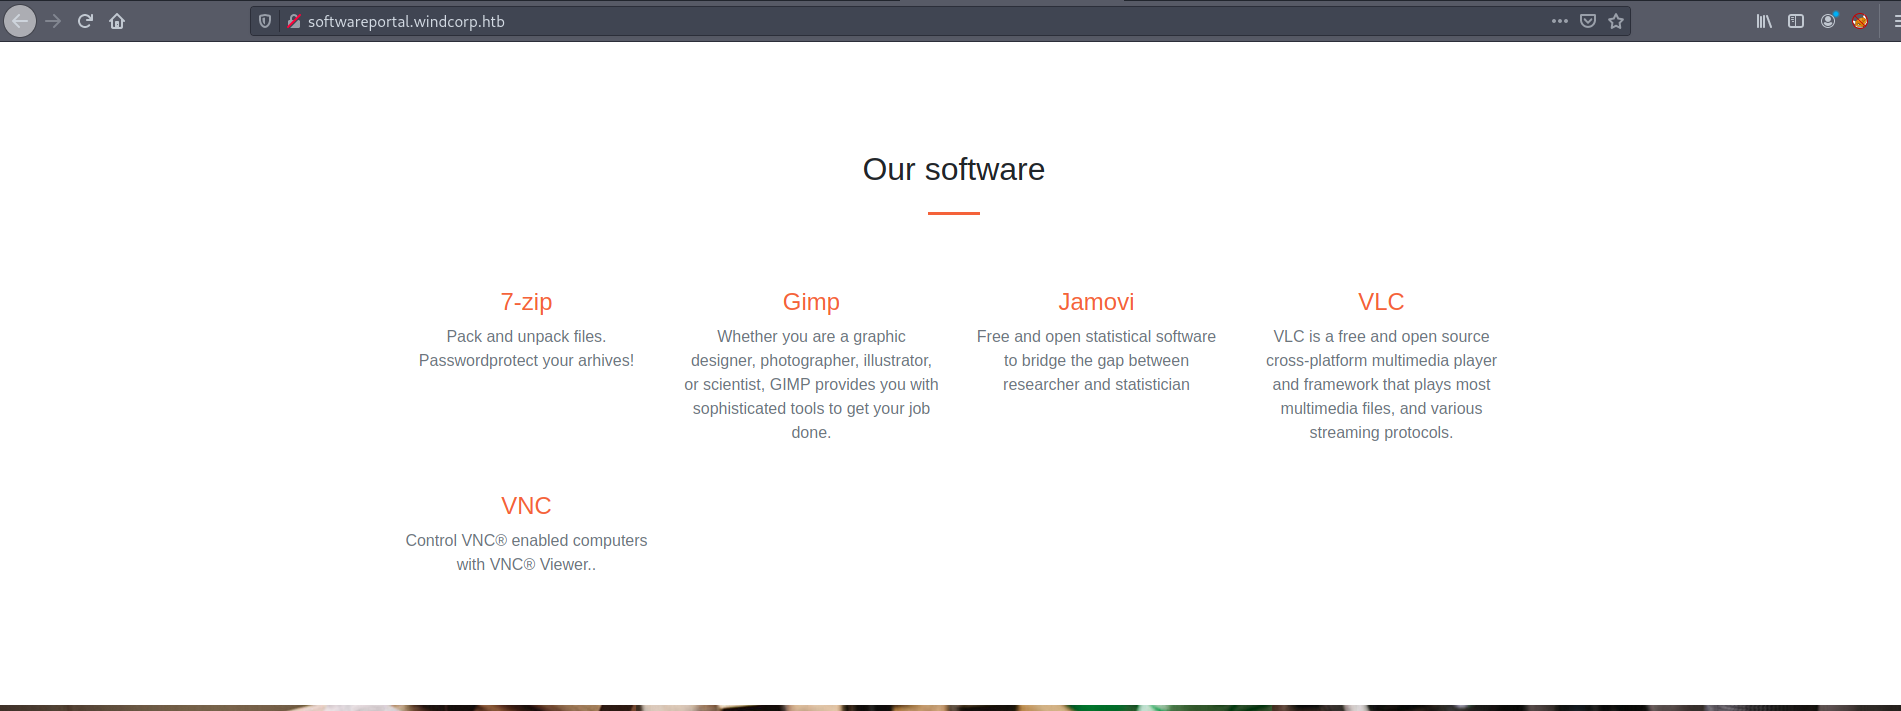 softwareportal.windcorp.htb
Our software
7-zip
Pack and unpack files.
Passwordprotect your arhives!
Gimp
Whether you are a graphic
designer, photographer, illustrator,
or scientist, GIMP provides you with
sophisticated tools to get your job
done.
Jamovi
Free and open statistical software
to bridge the gap between
researcher and statistician
VLC
VLC is a free and open source
cross-platform multimedia player
and framework that plays most
multimedia files, and various
streaming protocols.
VNC
Control VNC® enabled computers
with VNC® Viewer..